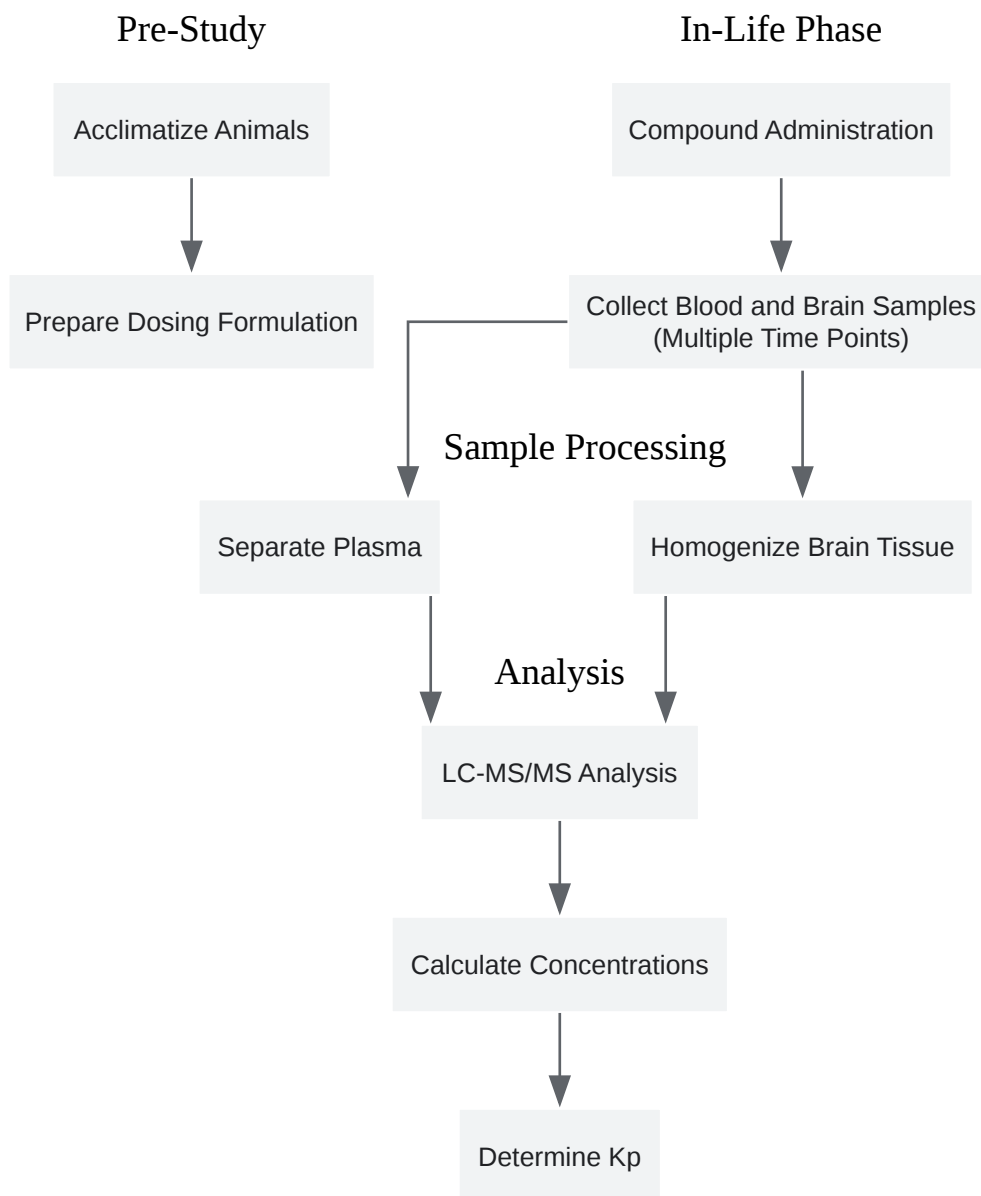 Pre-Study
In-Life Phase
Acclimatize Animals
Compound Administration
Prepare Dosing Formulation
Collect Blood and Brain Samples
(Multiple Time Points)
Sample Processing
Separate Plasma
Homogenize Brain Tissue
Analysis
LC-MS/MS Analysis
Calculate Concentrations
Determine Kp